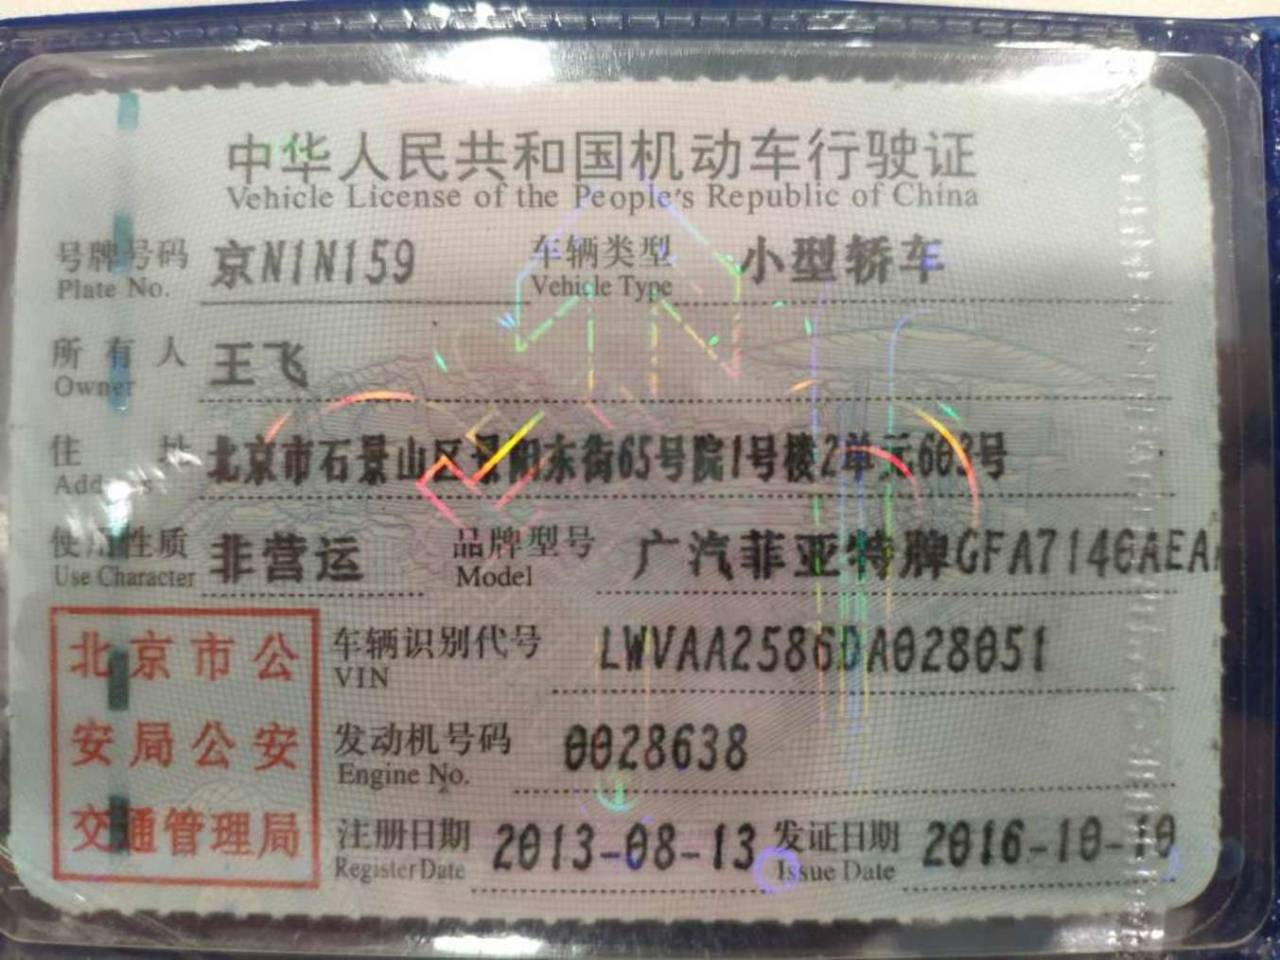 中华人民共和国机动车行驶证
Vehicle License of the People's Republic of China
号牌号码 京N1N159 车辆类型 小型轿车
Plate No. Vehicle Type
所有人 王飞
Owner
住址 北京市石景山区景阳东街65号院1号楼2单元603号
Address
使用性质 非营运 品牌型号 广汽菲亚特牌GFA7146AEA
Use Character Model
北京市公
安局公安
交通管理局
车辆识别代号 LWVAA2586DA028051
VIN
发动机号码 0028638
Engine No.
注册日期 2013-08-13 发证日期 2016-10-10
Register Date Issue Date